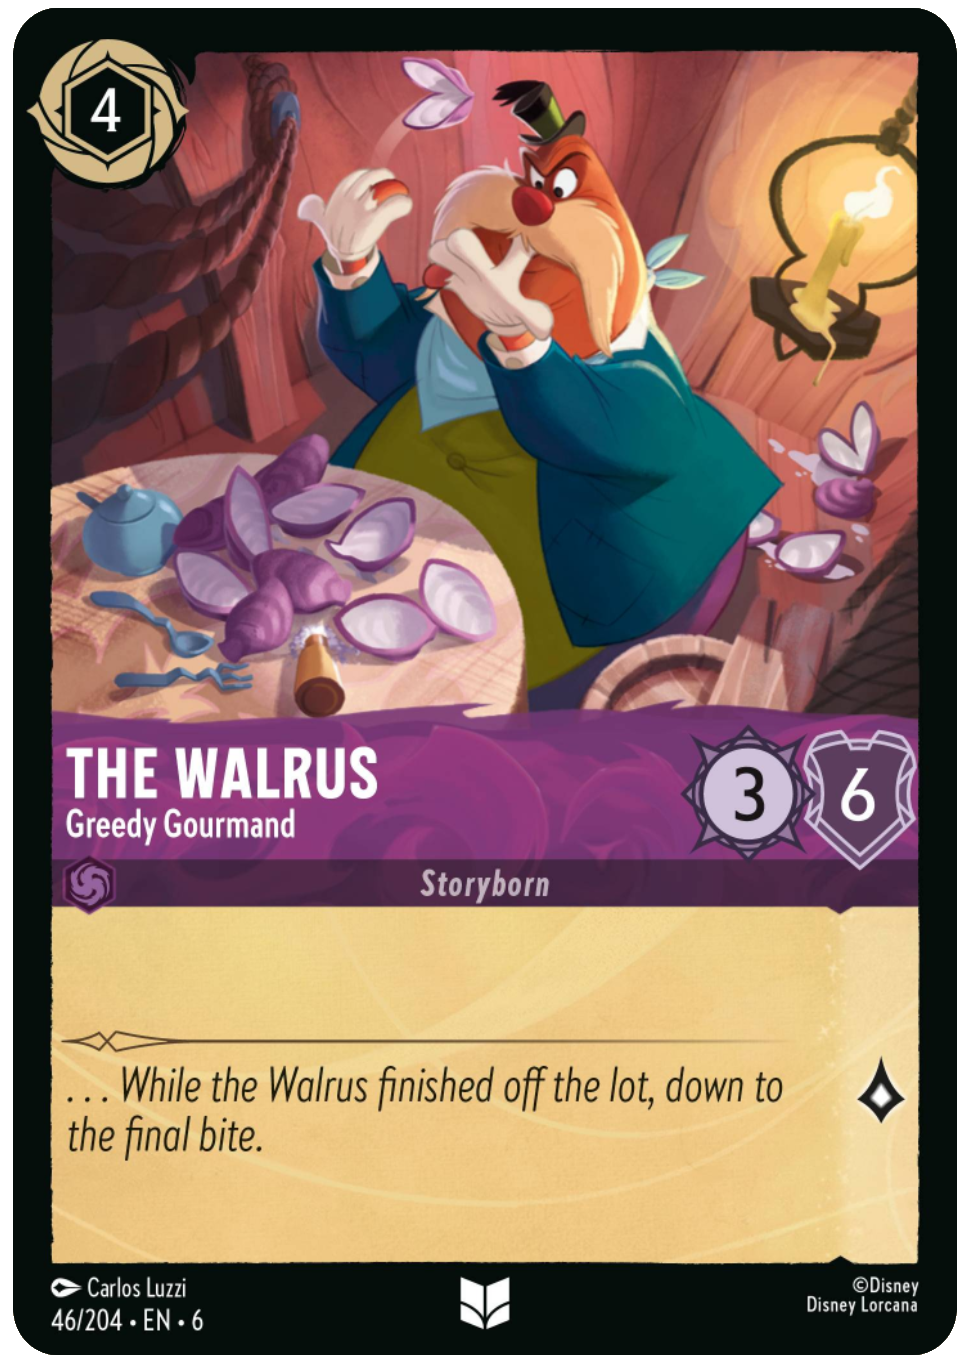 4
THE WALRUS
Greedy Gourmand
3
6
Storyborn
. . . While the Walrus finished off the lot, down to
the final bite.
Carlos Luzzi
46/204 • EN • 6
©Disney
Disney Lorcana